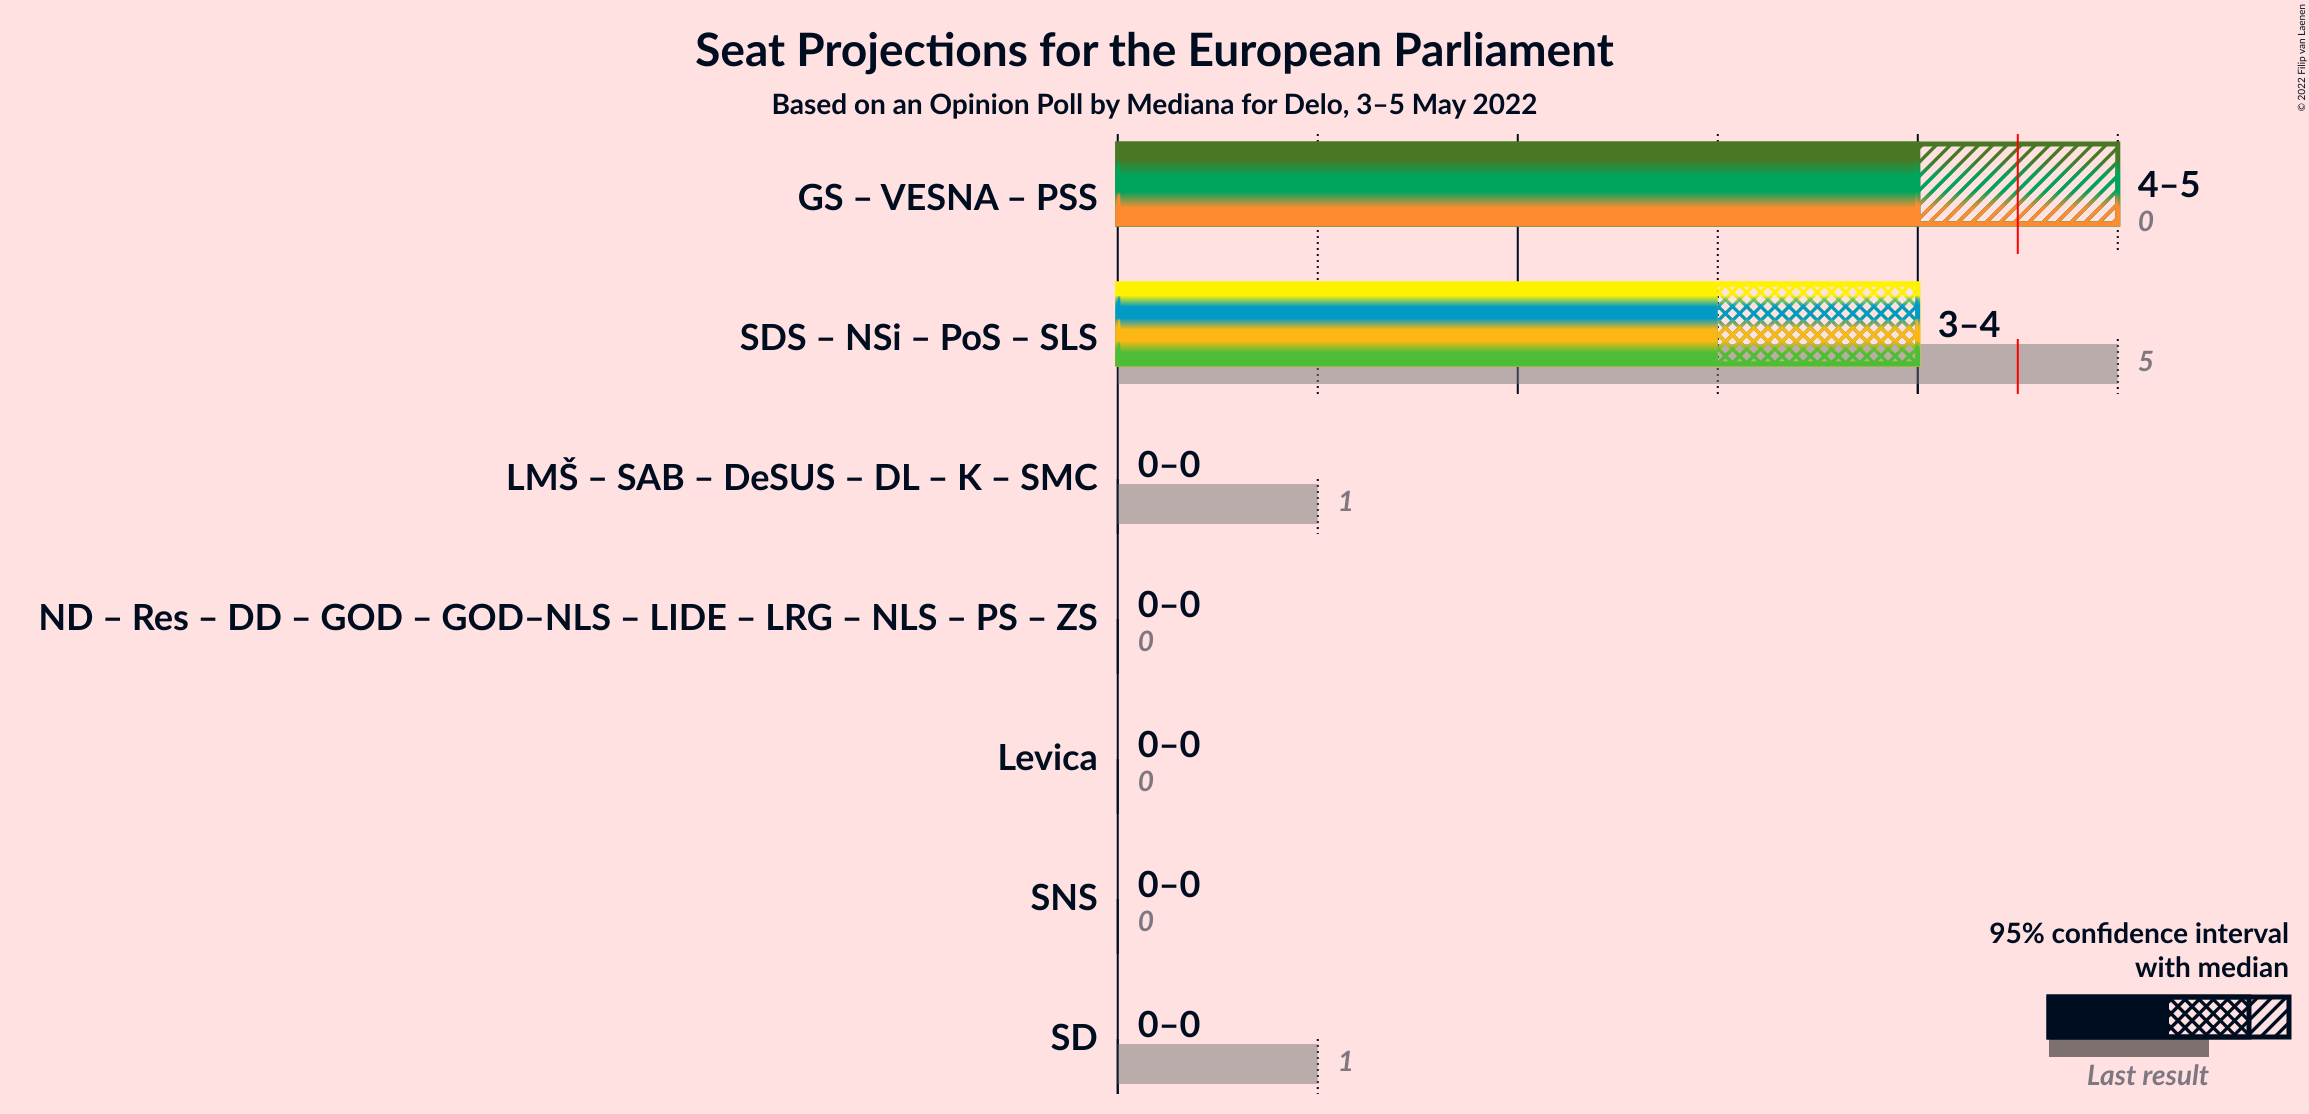 Seat Projections for the European Parliament
Based on an Opinion Poll by Mediana for Delo, 3–5 May 2022
© 2022 Filip van Laenen
GS – VESNA – PSS
4–5
0
SDS – NSi – PoS – SLS
3–4
5
LMŠ – SAB – DeSUS – DL – K – SMC
0–0
1
ND – Res – DD – GOD – GOD–NLS – LIDE – LRG – NLS – PS – ZS
0–0
0
Levica
0–0
0
SNS
0–0
0
SD
0–0
1
95% confidence interval
with median
Last result